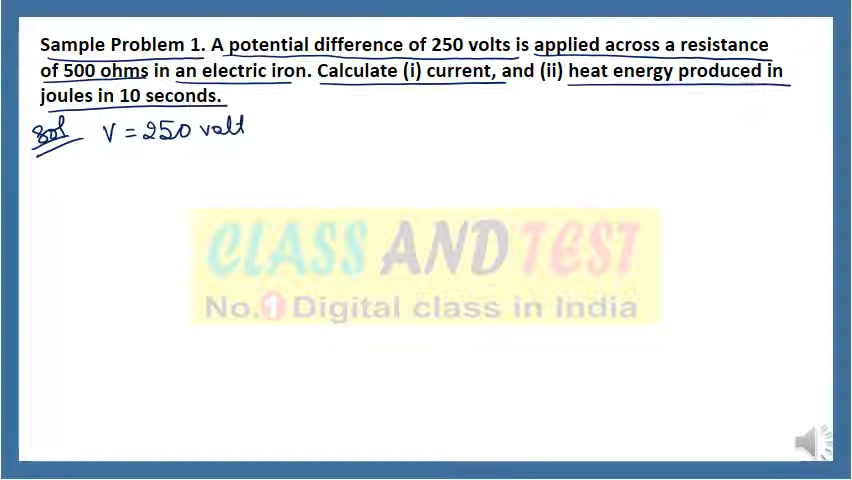 Sample Problem 1. A potential difference of 250 volts is applied across a resistance
of 500 ohms in an electric iron. Calculate (i) current, and (ii) heat energy produced in
joules in 10 seconds.
Sol V = 250 volt
CLASS AND TEST
No.1 Digital class in India